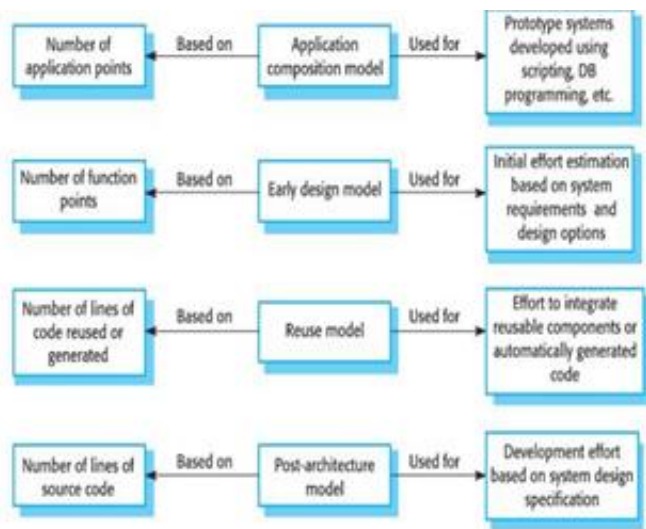 Number of
application points
Based on
Application
composition model
Used for
Prototype systems
developed using
scripting, DB
programming, etc.
Number of function
points
Based on
Early design model
Used for
Initial effort estimation
based on system
requirements and
design options
Number of lines of
code reused or
generated
Based on
Reuse model
Used for
Effort to integrate
reusable components or
automatically generated
code
Number of lines of
source code
Based on
Post-architecture
model
Used for
Development effort
based on system design
specification